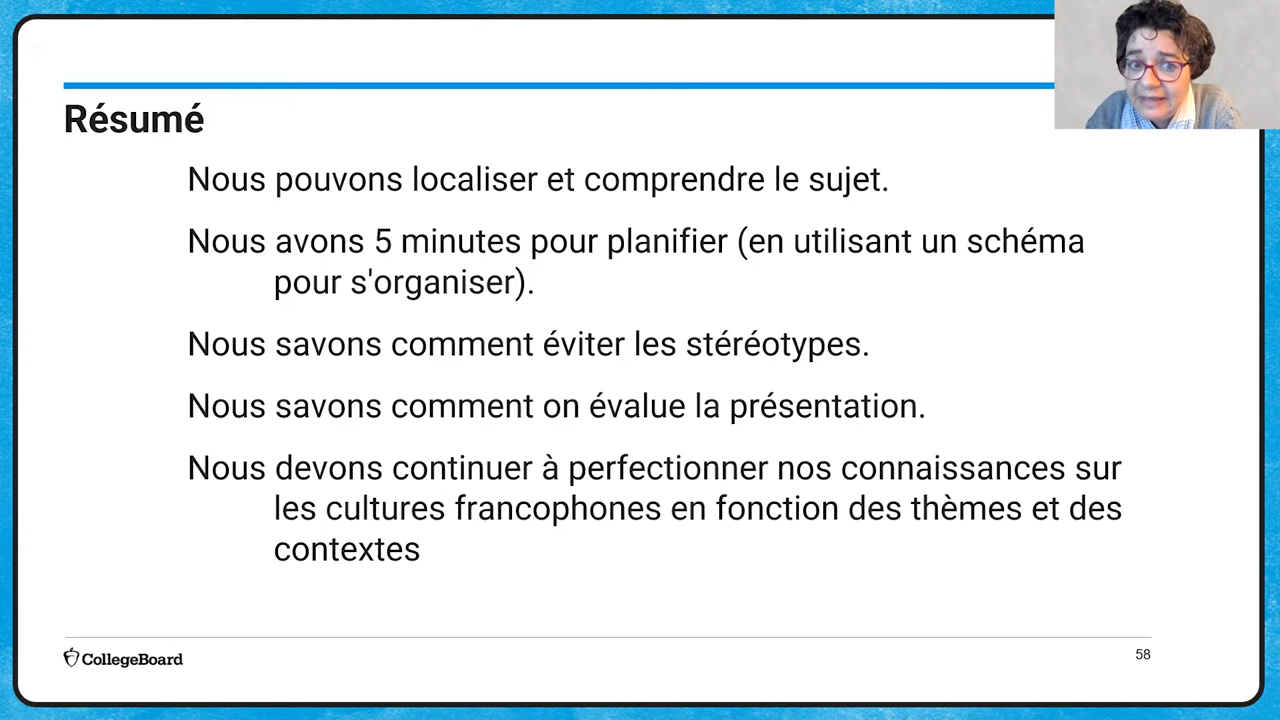 Résumé
Nous pouvons localiser et comprendre le sujet.
Nous avons 5 minutes pour planifier (en utilisant un schéma
pour s'organiser).
Nous savons comment éviter les stéréotypes.
Nous savons comment on évalue la présentation.
Nous devons continuer à perfectionner nos connaissances sur
les cultures francophones en fonction des thèmes et des
contextes
CollegeBoard
58